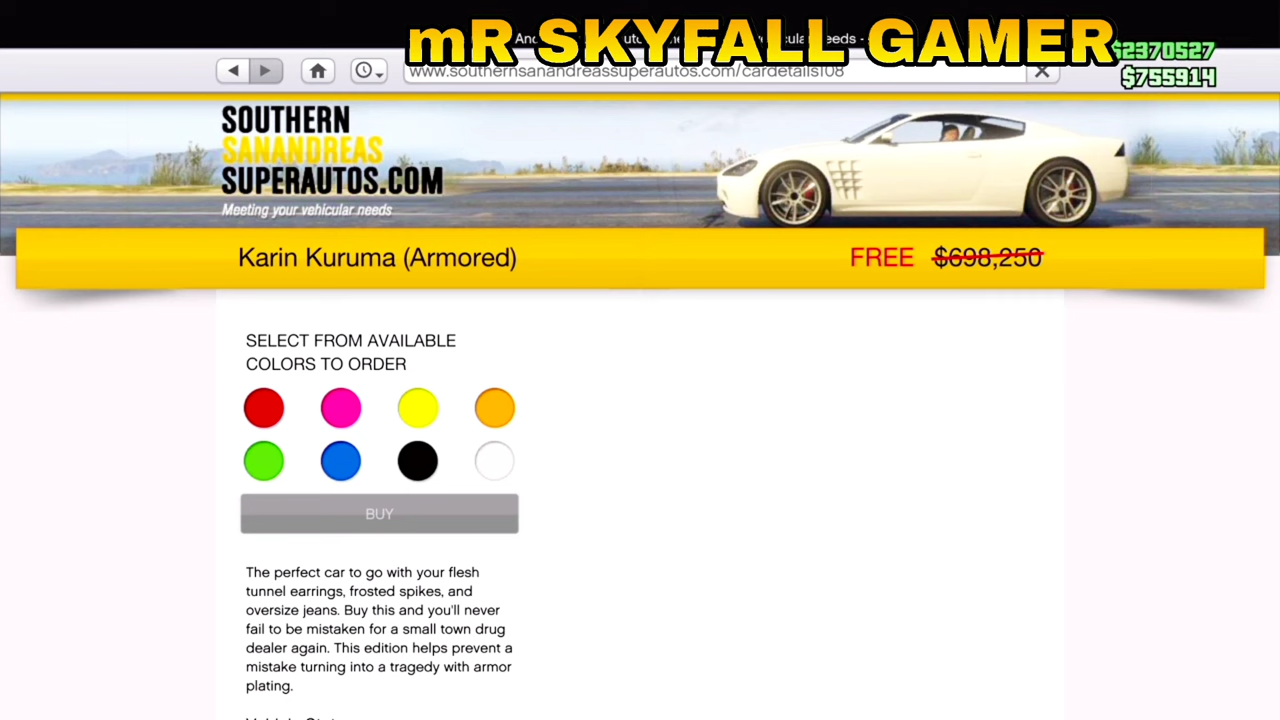 mR SKYFALL GAMER
$2370527
$755914
www.southernsanandreassuperautos.com/cardetails108
SOUTHERN
SANANDREAS
SUPERAUTOS.COM
Meeting your vehicular needs
Karin Kuruma (Armored)
FREE $698,250
SELECT FROM AVAILABLE
COLORS TO ORDER
BUY
The perfect car to go with your flesh
tunnel earrings, frosted spikes, and
oversize jeans. Buy this and you'll never
fail to be mistaken for a small town drug
dealer again. This edition helps prevent a
mistake turning into a tragedy with armor
plating.